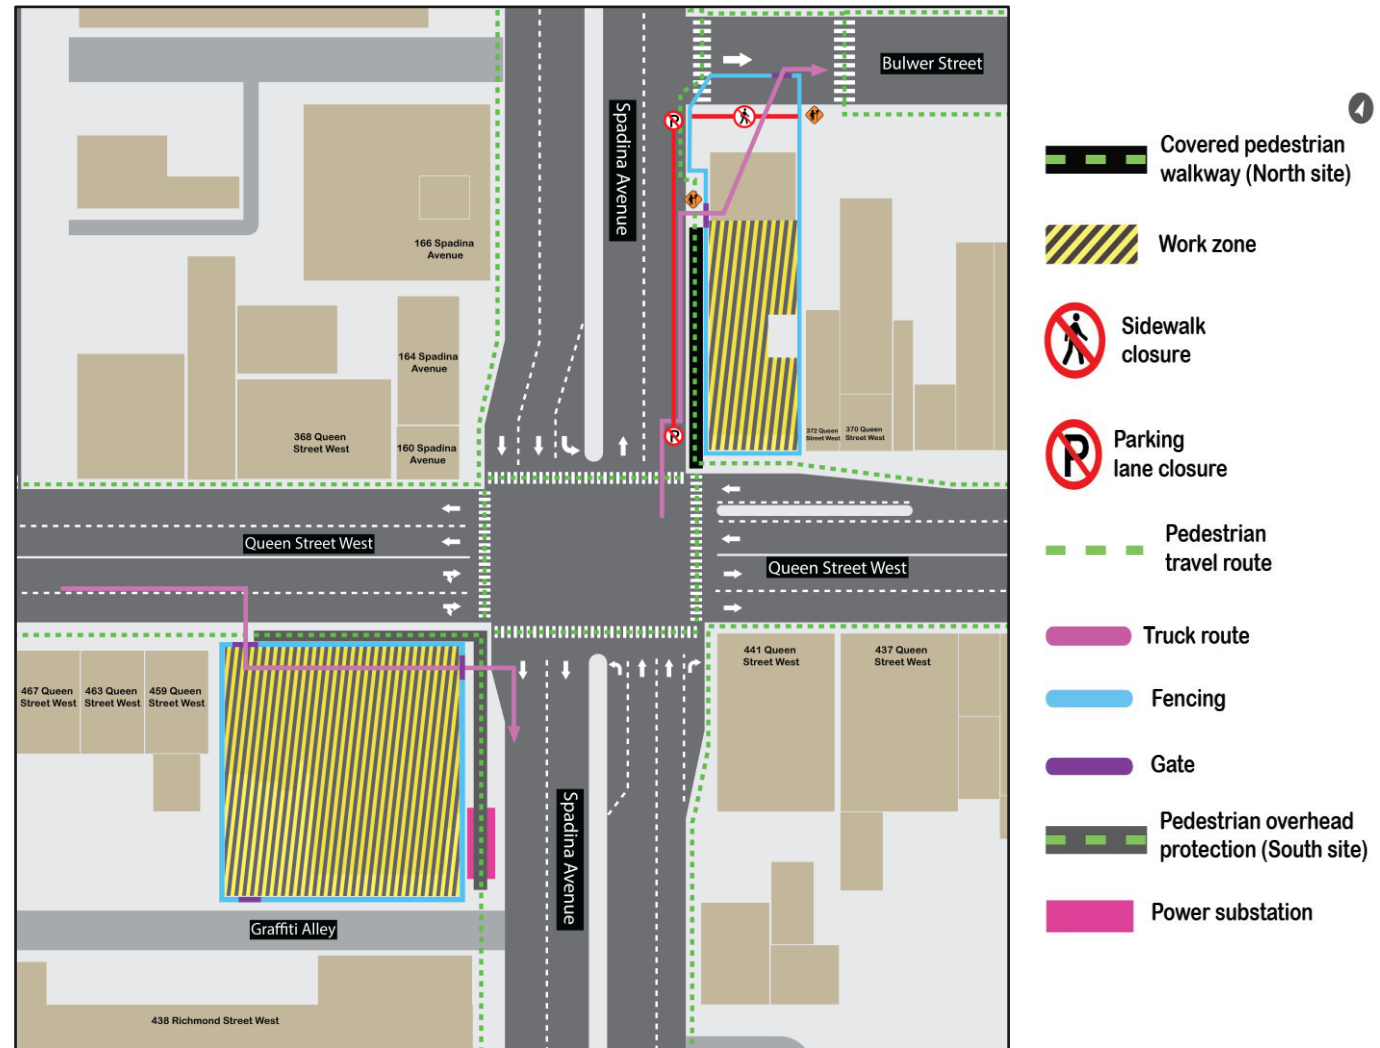 Bulwer Street
Spadina Avenue
166 Spadina
Avenue
164 Spadina
Avenue
368 Queen
Street West
160 Spadina
Avenue
372 Queen
Street West
370 Queen
Street West
P
P
Queen Street West
Queen Street West
467 Queen
Street West
463 Queen
Street West
459 Queen
Street West
441 Queen
Street West
437 Queen
Street West
Spadina Avenue
Graffiti Alley
438 Richmond Street West
Covered pedestrian
walkway (North site)
Work zone
Sidewalk
closure
P
Parking
lane closure
Pedestrian
travel route
Truck route
Fencing
Gate
Pedestrian overhead
protection (South site)
Power substation